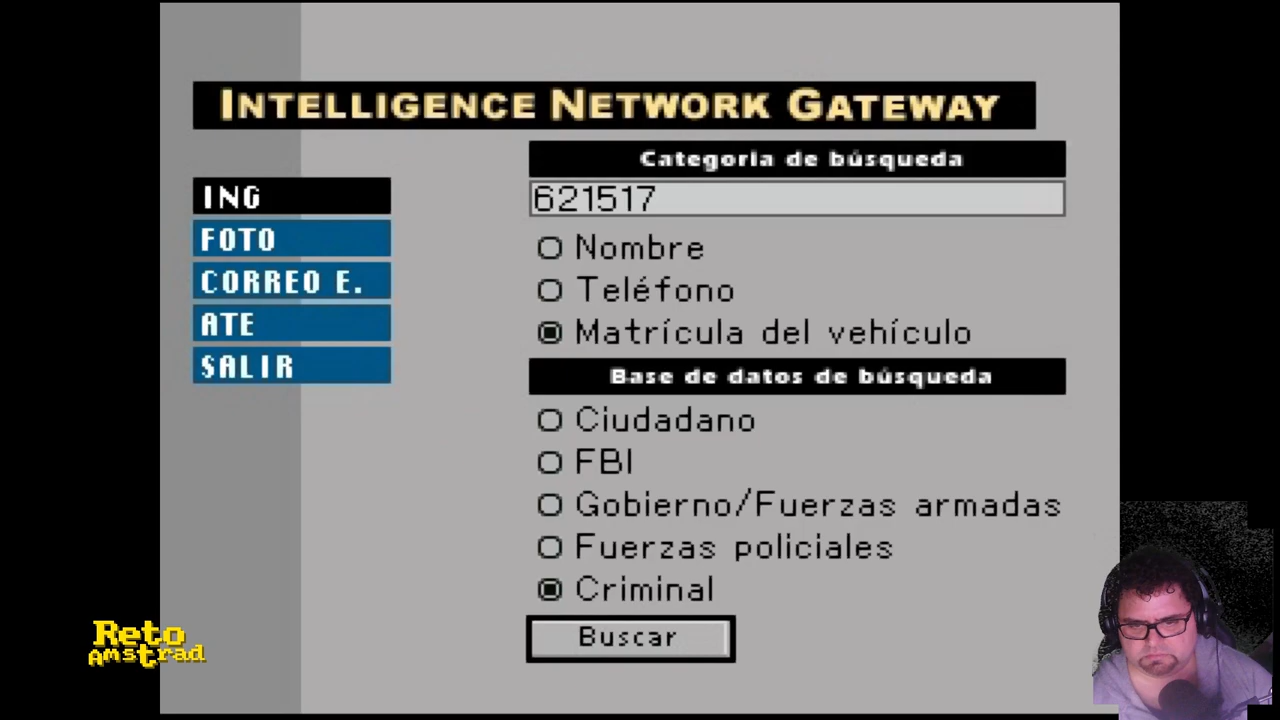 INTELLIGENCE NETWORK GATEWAY
Categoria de búsqueda
621517
Nombre
Teléfono
Matrícula del vehículo
Base de datos de búsqueda
Ciudadano
FBI
Gobierno/Fuerzas armadas
Fuerzas policiales
Criminal
Buscar
ING
FOTO
CORREO E.
ATE
SALIR
Reto
Amstrad